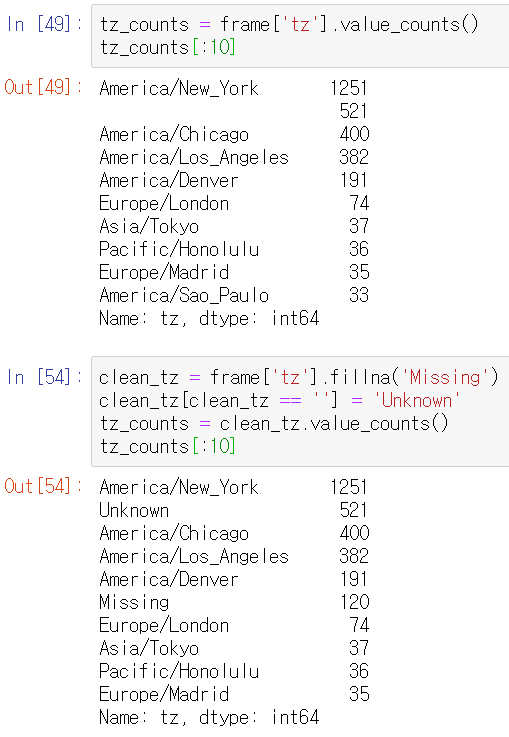 In [49]: tz_counts = frame['tz'].value_counts()
tz_counts[:10]
Out[49]: America/New_York 1251
521
America/Chicago 400
America/Los_Angeles 382
America/Denver 191
Europe/London 74
Asia/Tokyo 37
Pacific/Honolulu 36
Europe/Madrid 35
America/Sao_Paulo 33
Name: tz, dtype: int64
In [54]: clean_tz = frame['tz'].fillna('Missing')
clean_tz[clean_tz == ''] = 'Unknown'
tz_counts = clean_tz.value_counts()
tz_counts[:10]
Out[54]: America/New_York 1251
Unknown 521
America/Chicago 400
America/Los_Angeles 382
America/Denver 191
Missing 120
Europe/London 74
Asia/Tokyo 37
Pacific/Honolulu 36
Europe/Madrid 35
Name: tz, dtype: int64